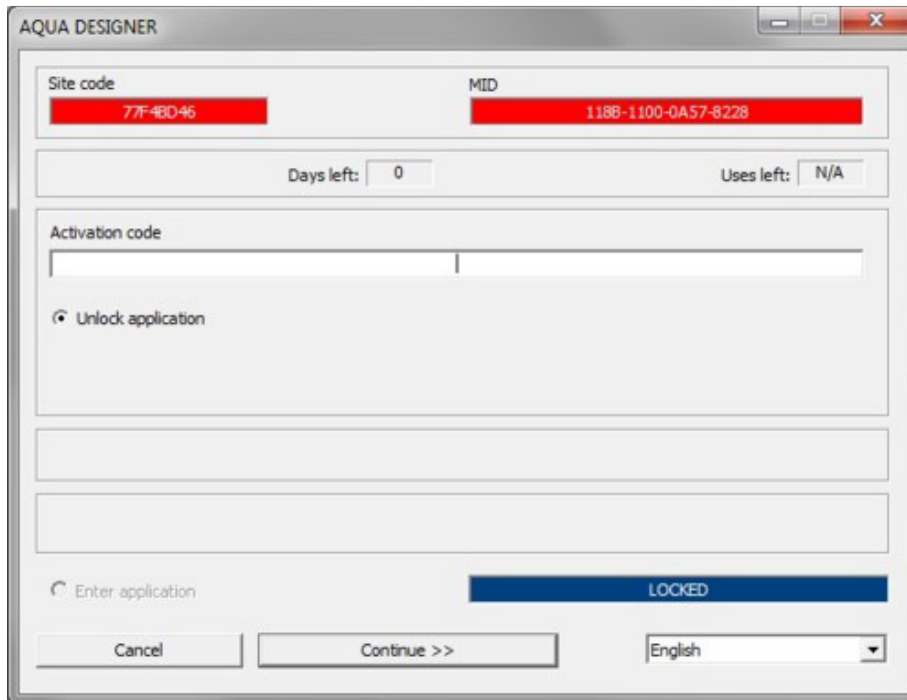 AQUA DESIGNER
Site code
MID
77F4BD46
118B-1100-0A57-8228
Days left: 0
Uses left: N/A
Activation code
Unlock application
Enter application
LOCKED
Cancel
Continue >>
English